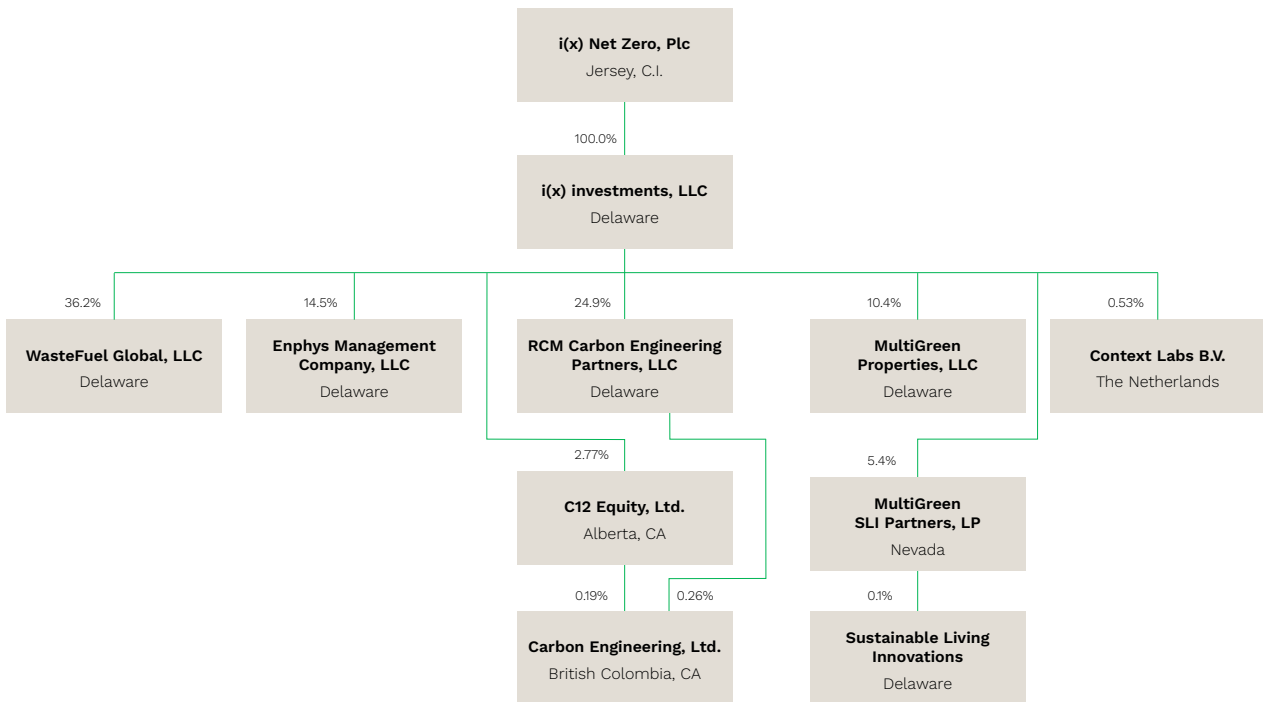 i(x) Net Zero, Plc
Jersey, C.I.
100.0%
i(x) investments, LLC
Delaware
36.2%
14.5%
24.9%
10.4%
0.53%
WasteFuel Global, LLC
Delaware
Enphys Management
Company, LLC
Delaware
RCM Carbon Engineering
Partners, LLC
Delaware
MultiGreen
Properties, LLC
Delaware
Context Labs B.V.
The Netherlands
2.77%
5.4%
C12 Equity, Ltd.
Alberta, CA
MultiGreen
SLI Partners, LP
Nevada
0.19%
0.26%
0.1%
Carbon Engineering, Ltd.
British Colombia, CA
Sustainable Living
Innovations
Delaware